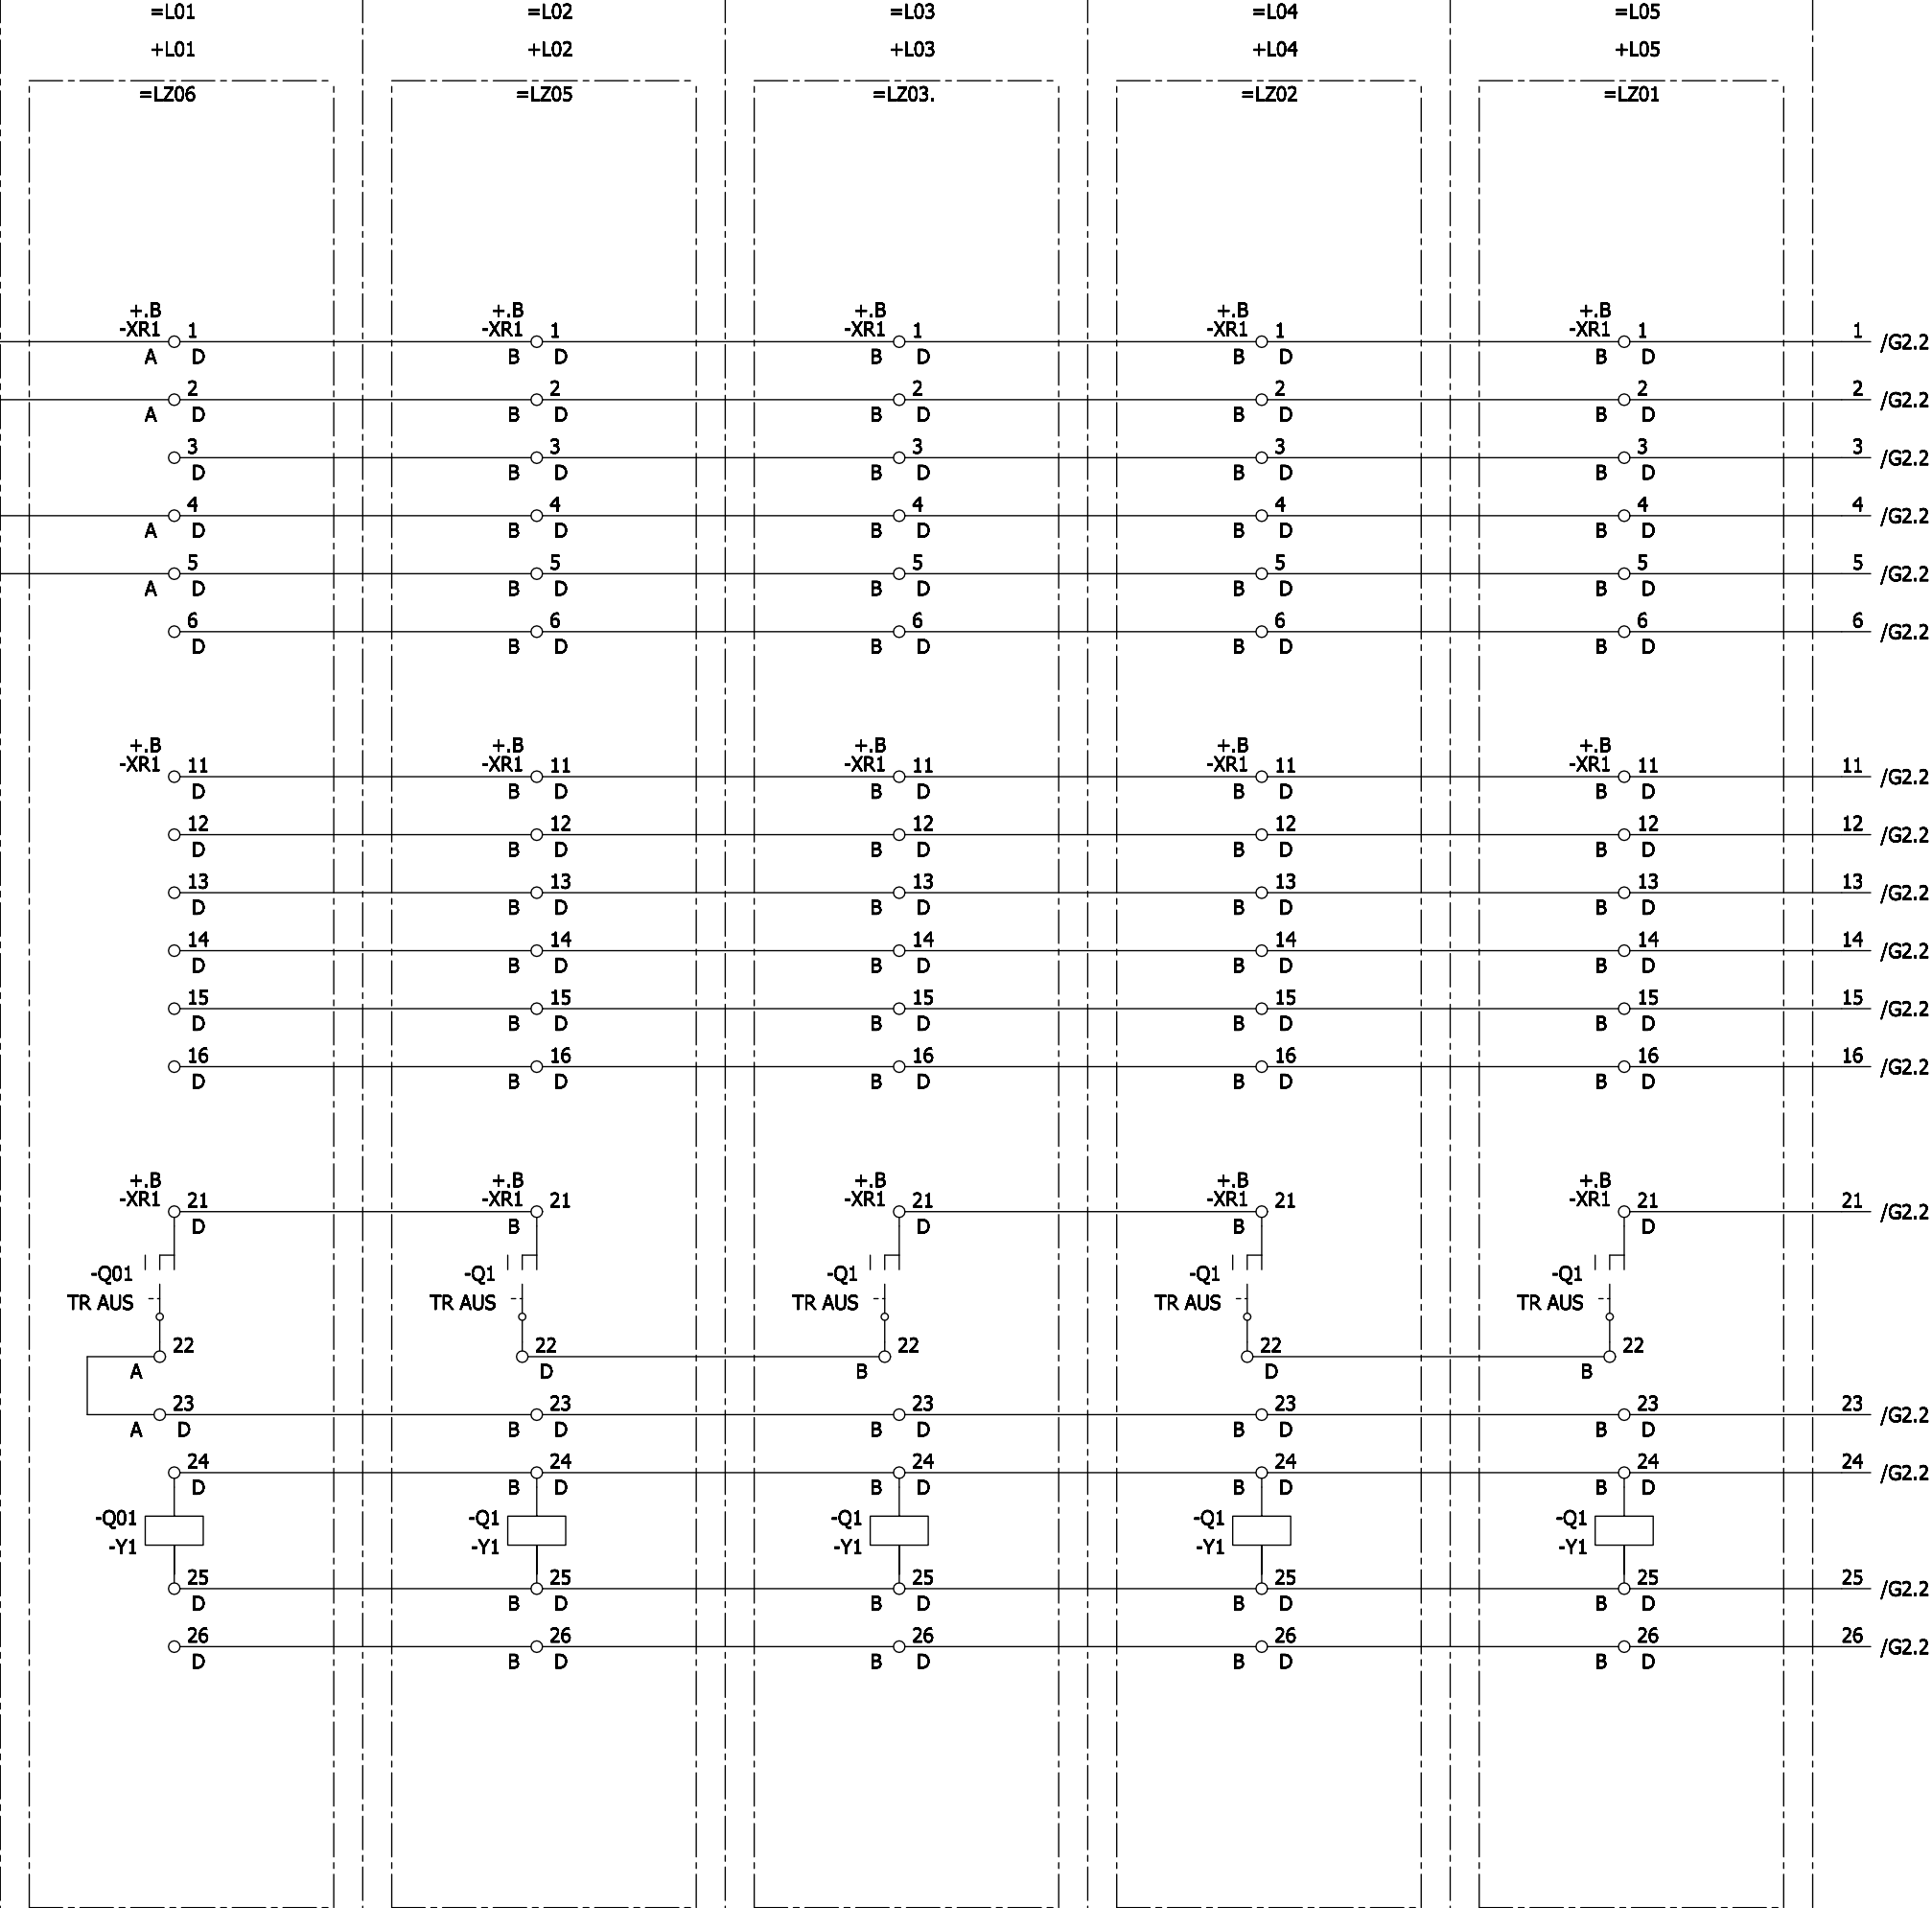 =L01 =L02 =L03 =L04 =L05
+L01 +L02 +L03 +L04 +L05
=LZ06 =LZ05 =LZ03. =LZ02 =LZ01
+.B +.B +.B +.B +.B
-XR1 1 -XR1 1 -XR1 1 -XR1 1 -XR1 1 1 /G2.2
A D B D B D B D B D
2 2 2 2 2 2 /G2.2
A D B D B D B D B D
3 3 3 3 3 3 /G2.2
D B D B D B D B D
4 4 4 4 4 4 /G2.2
A D B D B D B D B D
5 5 5 5 5 5 /G2.2
A D B D B D B D B D
6 6 6 6 6 6 /G2.2
D B D B D B D B D
+.B +.B +.B +.B +.B
-XR1 11 -XR1 11 -XR1 11 -XR1 11 -XR1 11 11 /G2.2
D B D B D B D B D
12 12 12 12 12 12 /G2.2
D B D B D B D B D
13 13 13 13 13 13 /G2.2
D B D B D B D B D
14 14 14 14 14 14 /G2.2
D B D B D B D B D
15 15 15 15 15 15 /G2.2
D B D B D B D B D
16 16 16 16 16 16 /G2.2
D B D B D B D B D
+.B +.B +.B +.B +.B
-XR1 21 -XR1 21 -XR1 21 -XR1 21 -XR1 21 21 /G2.2
D B D B D
-Q01 -Q1 -Q1 -Q1 -Q1
TR AUS TR AUS TR AUS TR AUS TR AUS
22 22 22 22 22
A D B D B
23 23 23 23 23 23 /G2.2
A D B D B D B D B D
24 24 24 24 24 24 /G2.2
D B D B D B D B D
-Q01 -Q1 -Q1 -Q1 -Q1
-Y1 -Y1 -Y1 -Y1 -Y1
25 25 25 25 25 25 /G2.2
D B D B D B D B D
26 26 26 26 26 26 /G2.2
D B D B D B D B D